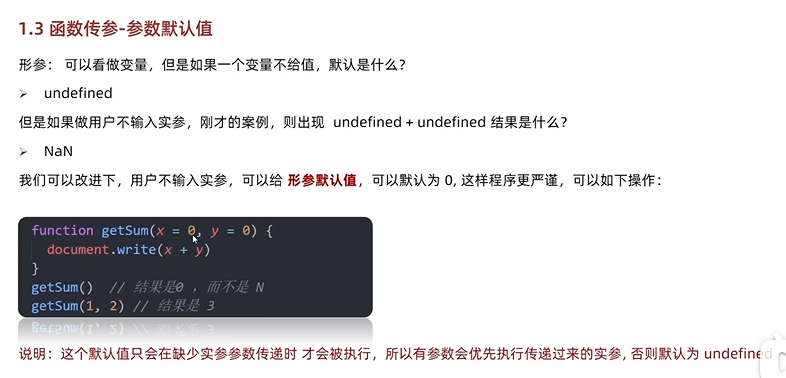 1.3 函数传参-参数默认值
形参： 可以看做变量，但是如果一个变量不给值，默认是什么？
➢ undefined
但是如果做用户不输入实参，刚才的案例，则出现 undefined + undefined 结果是什么？
➢ NaN
我们可以改进下，用户不输入实参，可以给 形参默认值，可以默认为 0, 这样程序更严谨，可以如下操作：
function getSum(x = 0, y = 0) {
document.write(x + y)
}
getSum() // 结果是0 ，而不是 N
getSum(1, 2) // 结果是 3
说明：这个默认值只会在缺少实参参数传递时 才会被执行，所以有参数会优先执行传递过来的实参, 否则默认为 undefined